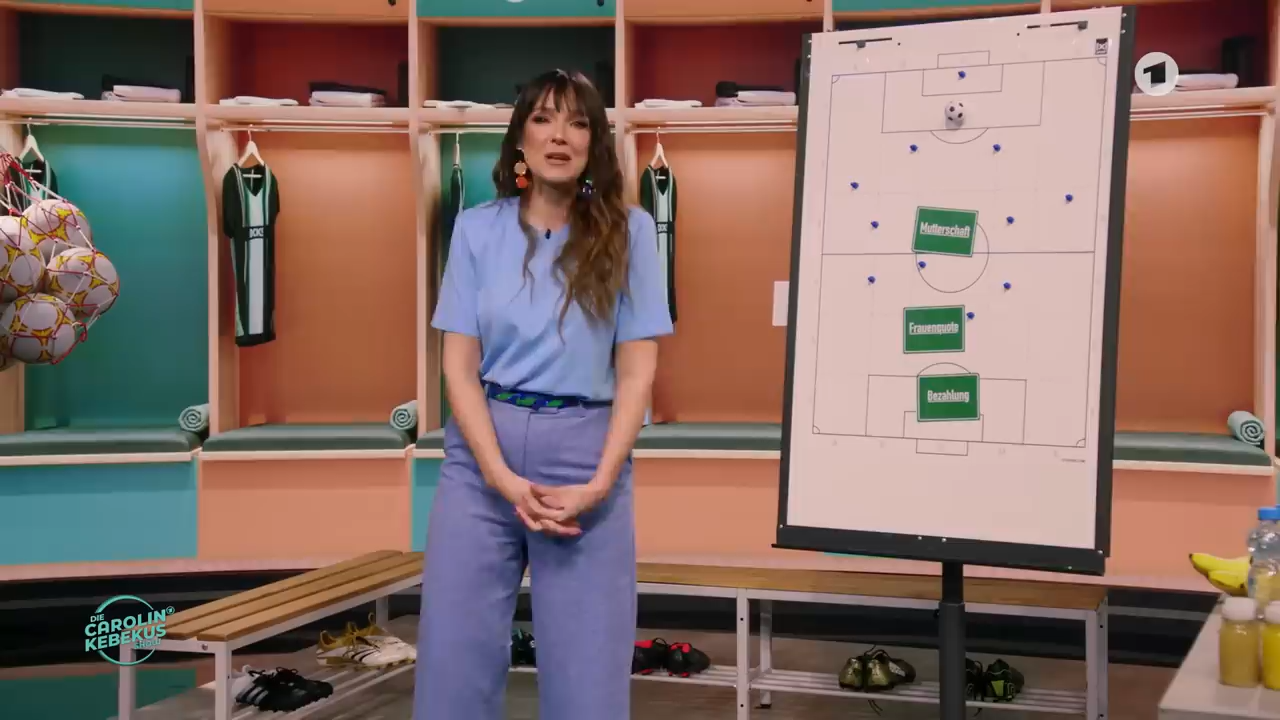 1
Mutterschaft
Frauenquote
Bezahlung
DIE
CAROLIN
KEBEKUS
SHOW